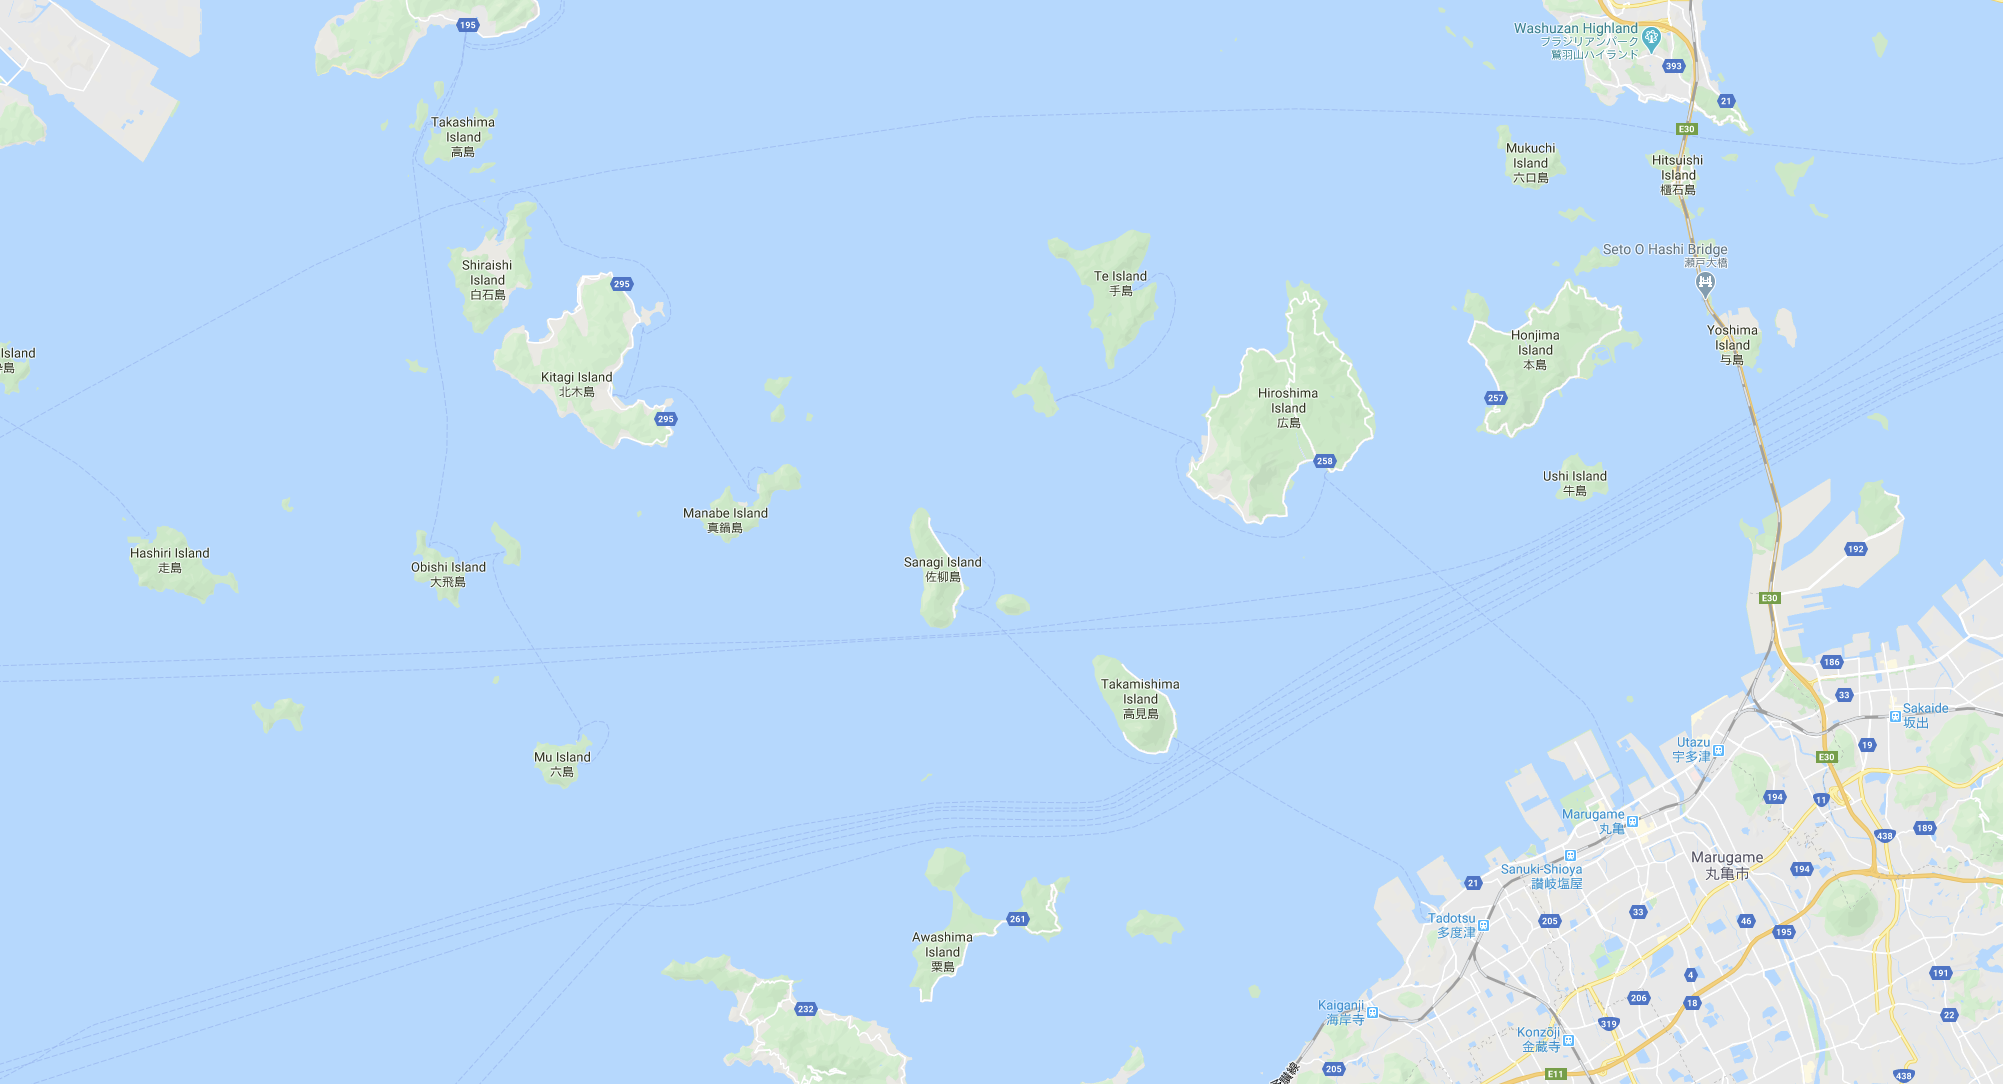 195
Washuzan Highland
ブラジリアンパーク
鷲羽山ハイランド
393
21
E30
Takashima
Island
高島
Mukuchi
Island
六口島
Hitsuishi
Island
櫃石島
Seto O Hashi Bridge
瀬戸大橋
Shiraishi
Island
白石島
295
Te Island
手島
Honjima
Island
本島
Yoshima
Island
与島
Island
島
Kitagi Island
北木島
295
Hiroshima
Island
広島
257
258
Ushi Island
牛島
Manabe Island
真鍋島
Hashiri Island
走島
Obishi Island
大飛島
Sanagi Island
佐柳島
192
E30
Takamishima
Island
高見島
186
33
Sakaide
坂出
Utazu
宇多津
19
E30
Mu Island
六島
194
11
Marugame
丸亀
438
189
Sanuki-Shioya
讃岐塩屋
Marugame
丸亀市
194
21
205
33
46
195
Tadotsu
多度津
261
Awashima
Island
粟島
4
191
206
18
232
Kaiganji
海岸寺
319
22
Konzōji
金蔵寺
205
E11
438